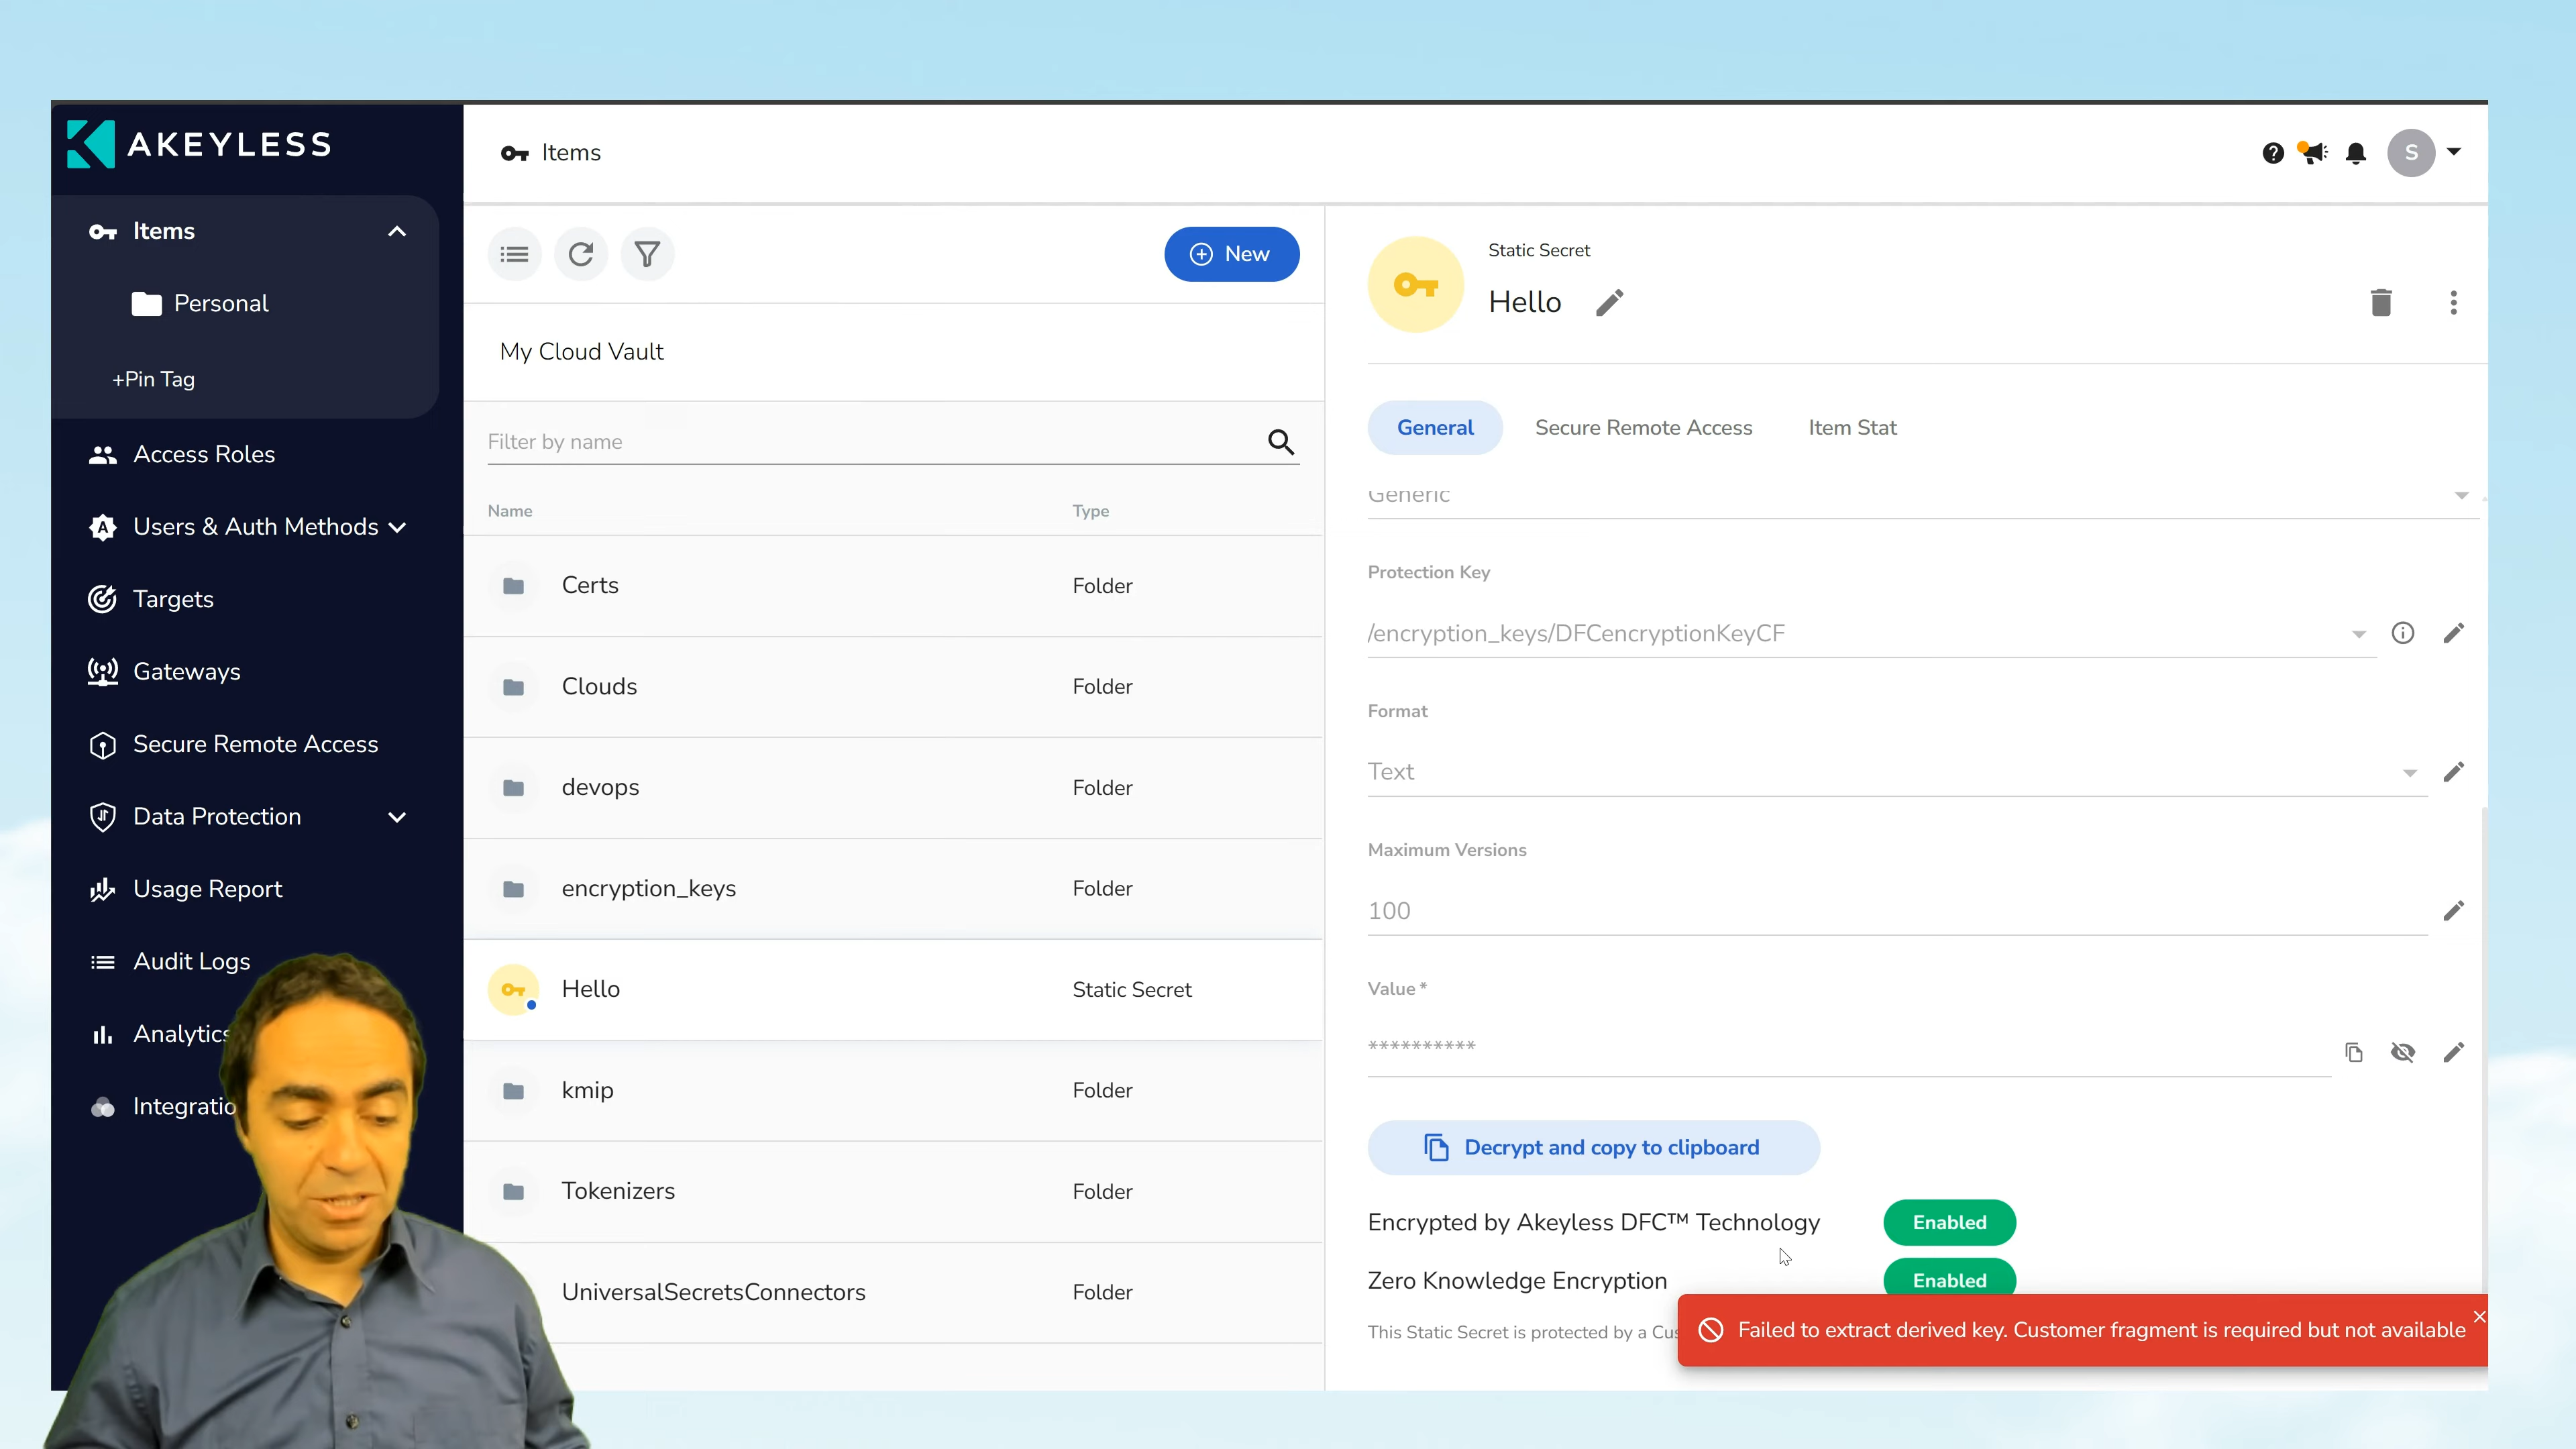 AKEYLESS
Items
Personal
+Pin Tag
Access Roles
Users & Auth Methods
Targets
Gateways
Secure Remote Access
Data Protection
Usage Report
Audit Logs
Analytics
Integratio
Items
S
New
My Cloud Vault
Filter by name
Name Type
Certs Folder
Clouds Folder
devops Folder
encryption_keys Folder
Hello Static Secret
kmip Folder
Tokenizers Folder
UniversalSecretsConnectors Folder
Static Secret
Hello
General Secure Remote Access Item Stat
Generic
Protection Key
/encryption_keys/DFCencryptionKeyCF
Format
Text
Maximum Versions
100
Value *
**********
Decrypt and copy to clipboard
Encrypted by Akeyless DFC™ Technology Enabled
Zero Knowledge Encryption Enabled
This Static Secret is protected by a Cus
Failed to extract derived key. Customer fragment is required but not available